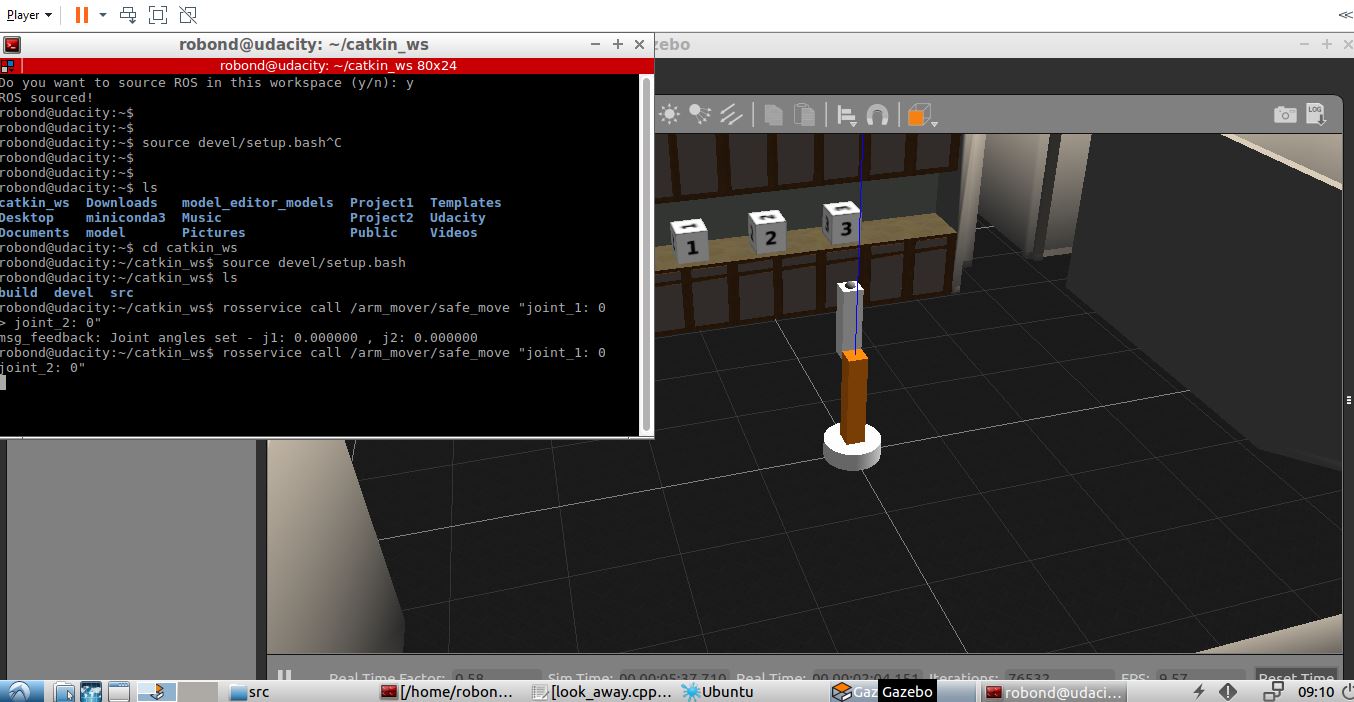 Player
robond@udacity: ~/catkin_ws
zebo
robond@udacity: ~/catkin_ws 80x24
Do you want to source ROS in this workspace (y/n): y
ROS sourced!
robond@udacity:~$
robond@udacity:~$
robond@udacity:~$ source devel/setup.bash^C
robond@udacity:~$
robond@udacity:~$
robond@udacity:~$ ls
catkin_ws  Downloads   model_editor_models  Project1  Templates
Desktop    miniconda3  Music                Project2  Udacity
Documents  model       Pictures             Public    Videos
robond@udacity:~$ cd catkin_ws
robond@udacity:~/catkin_ws$ source devel/setup.bash
robond@udacity:~/catkin_ws$ ls
build  devel  src
robond@udacity:~/catkin_ws$ rosservice call /arm_mover/safe_move "joint_1: 0
> joint_2: 0"
msg_feedback: Joint angles set - j1: 0.000000 , j2: 0.000000
robond@udacity:~/catkin_ws$ rosservice call /arm_mover/safe_move "joint_1: 0
joint_2: 0"
LOG
1 2 3
Real Time Factor: 0.58 Sim Time: 00 00:05:37.710 Real Time: 00 00:02:04.151 Iterations: 76532 FPS: 9.57 Reset Time
src [/home/robon... [look_away.cpp... Ubuntu Gaz Gazebo robond@udaci... 09:10